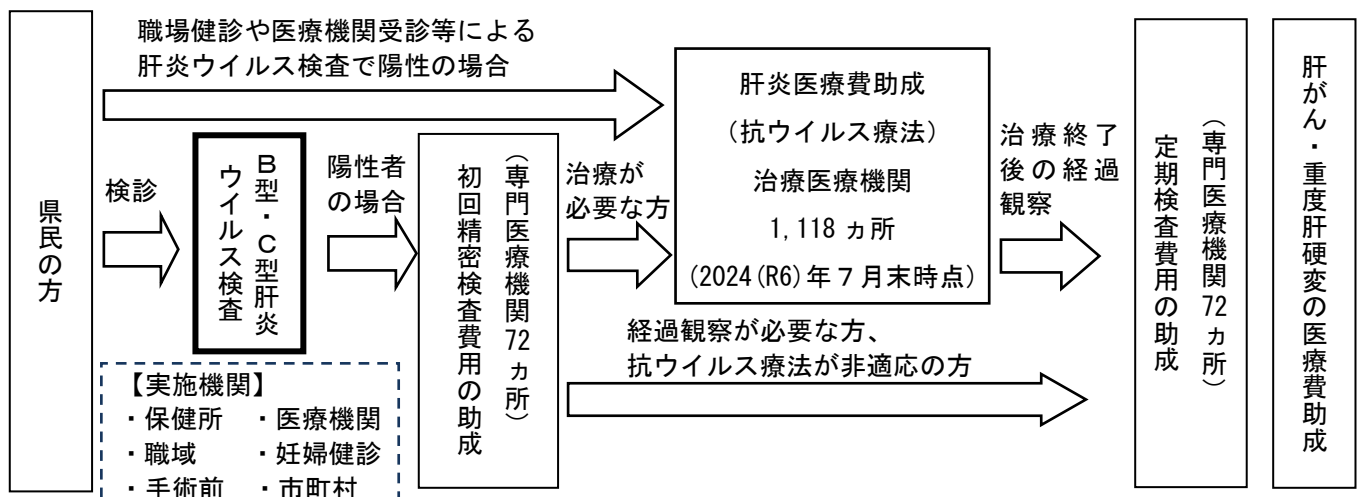 県民の方
職場健診や医療機関受診等による
肝炎ウイルス検査で陽性の場合
検診
B型・C型肝炎
ウイルス検査
【実施機関】
・保健所 ・医療機関
・職域 ・妊婦健診
・手術前 ・市町村
陽性者
の場合
(専門医療機関72ヵ所)
初回精密検査費用の助成
治療が
必要な方
肝炎医療費助成
(抗ウイルス療法)
治療医療機関
1,118 ヵ所
(2024(R6)年7月末時点)
経過観察が必要な方、
抗ウイルス療法が非適応の方
治療終了
後の経過
観察
(専門医療機関72ヵ所)
定期検査費用の助成
肝がん・重度肝硬変の医療費助成